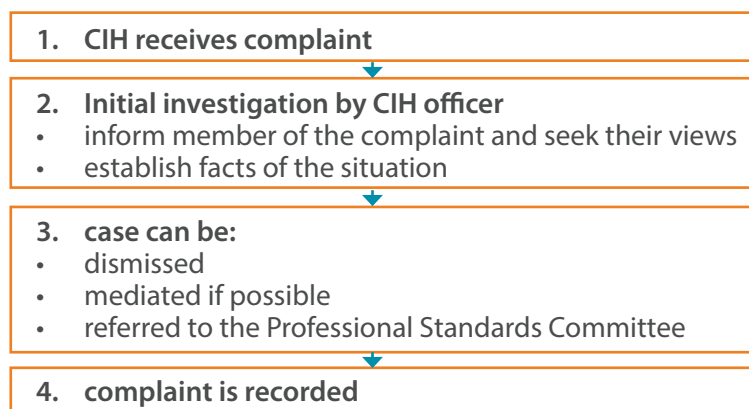 1. CIH receives complaint
2. Initial investigation by CIH officer
• inform member of the complaint and seek their views
• establish facts of the situation
3. case can be:
• dismissed
• mediated if possible
• referred to the Professional Standards Committee
4. complaint is recorded